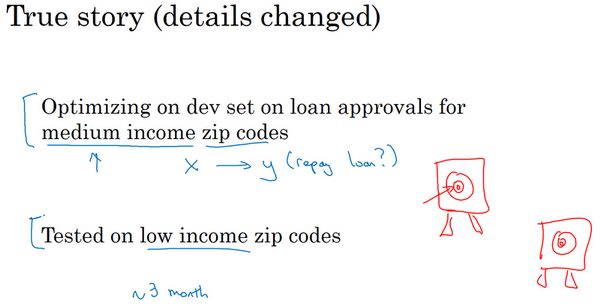 True story (details changed)
Optimizing on dev set on loan approvals for
medium income zip codes
x → y (repay loan?)
Tested on low income zip codes
~3 month